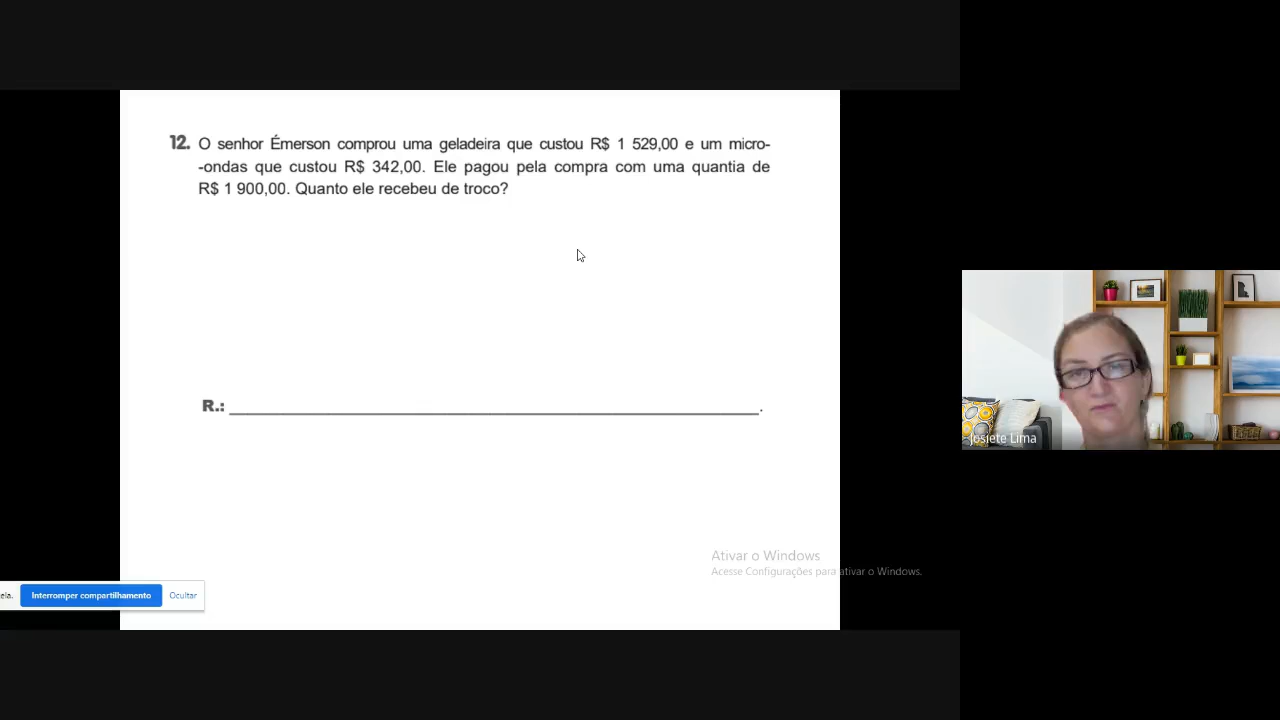 12. O senhor Émerson comprou uma geladeira que custou R$ 1 529,00 e um micro-
-ondas que custou R$ 342,00. Ele pagou pela compra com uma quantia de
R$ 1 900,00. Quanto ele recebeu de troco?
R.: ______________________________.
Josiete Lima
Ativar o Windows
Acesse Configurações para ativar o Windows.
ela. Interromper compartilhamento Ocultar